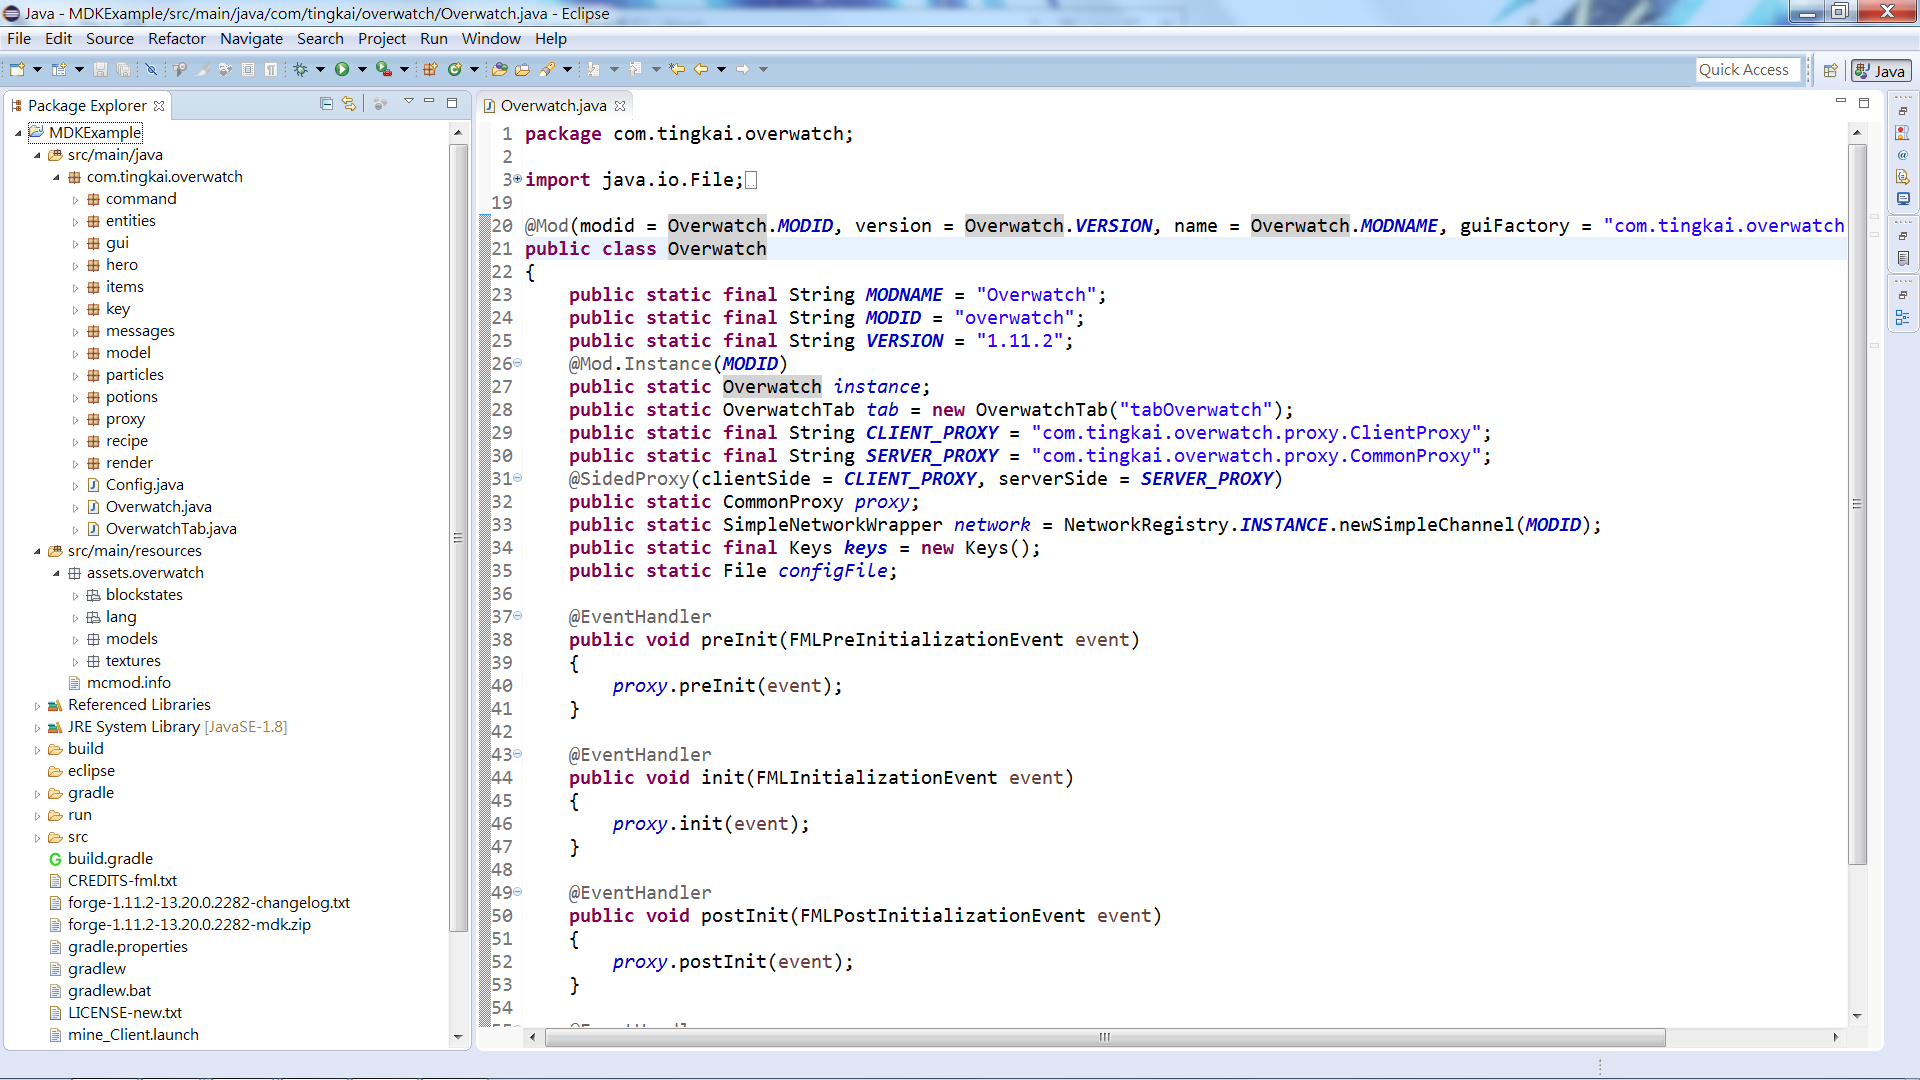 Java - MDKExample/src/main/java/com/tingkai/overwatch/Overwatch.java - Eclipse
File Edit Source Refactor Navigate Search Project Run Window Help
Quick Access
Java
Package Explorer
MDKExample
src/main/java
com.tingkai.overwatch
command
entities
gui
hero
items
key
messages
model
particles
potions
proxy
recipe
render
Config.java
Overwatch.java
OverwatchTab.java
src/main/resources
assets.overwatch
blockstates
lang
models
textures
mcmod.info
Referenced Libraries
JRE System Library [JavaSE-1.8]
build
eclipse
gradle
run
src
build.gradle
CREDITS-fml.txt
forge-1.11.2-13.20.0.2282-changelog.txt
forge-1.11.2-13.20.0.2282-mdk.zip
gradle.properties
gradlew
gradlew.bat
LICENSE-new.txt
mine_Client.launch
Overwatch.java
1 package com.tingkai.overwatch;
2
3 import java.io.File;
19
20 @Mod(modid = Overwatch.MODID, version = Overwatch.VERSION, name = Overwatch.MODNAME, guiFactory = "com.tingkai.overwatch
21 public class Overwatch
22 {
23 public static final String MODNAME = "Overwatch";
24 public static final String MODID = "overwatch";
25 public static final String VERSION = "1.11.2";
26 @Mod.Instance(MODID)
27 public static Overwatch instance;
28 public static OverwatchTab tab = new OverwatchTab("tabOverwatch");
29 public static final String CLIENT_PROXY = "com.tingkai.overwatch.proxy.ClientProxy";
30 public static final String SERVER_PROXY = "com.tingkai.overwatch.proxy.CommonProxy";
31 @SidedProxy(clientSide = CLIENT_PROXY, serverSide = SERVER_PROXY)
32 public static CommonProxy proxy;
33 public static SimpleNetworkWrapper network = NetworkRegistry.INSTANCE.newSimpleChannel(MODID);
34 public static final Keys keys = new Keys();
35 public static File configFile;
36
37 @EventHandler
38 public void preInit(FMLPreInitializationEvent event)
39 {
40 proxy.preInit(event);
41 }
42
43 @EventHandler
44 public void init(FMLInitializationEvent event)
45 {
46 proxy.init(event);
47 }
48
49 @EventHandler
50 public void postInit(FMLPostInitializationEvent event)
51 {
52 proxy.postInit(event);
53 }
54